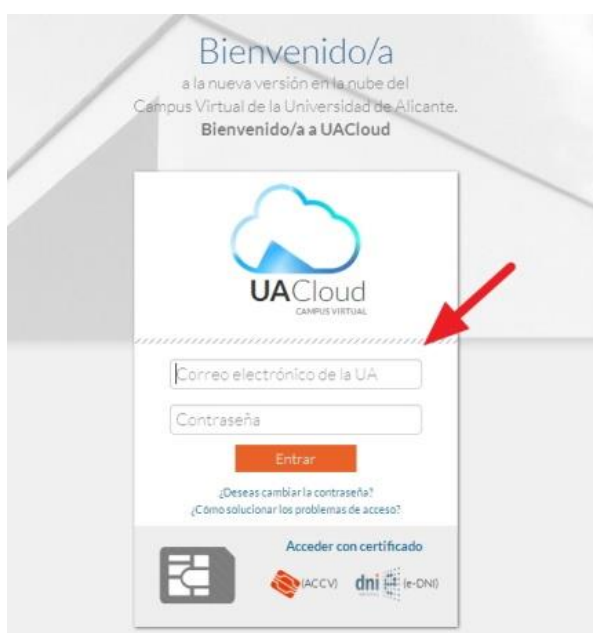 Bienvenido/a
a la nueva versión en la nube del
Campus Virtual de la Universidad de Alicante.
Bienvenido/a a UACloud
UACloud
CAMPUS VIRTUAL
Correo electrónico de la UA
Contraseña
Entrar
¿Deseas cambiar la contraseña?
¿Cómo solucionar los problemas de acceso?
Acceder con certificado
(ACCV) dni (e-DNI)